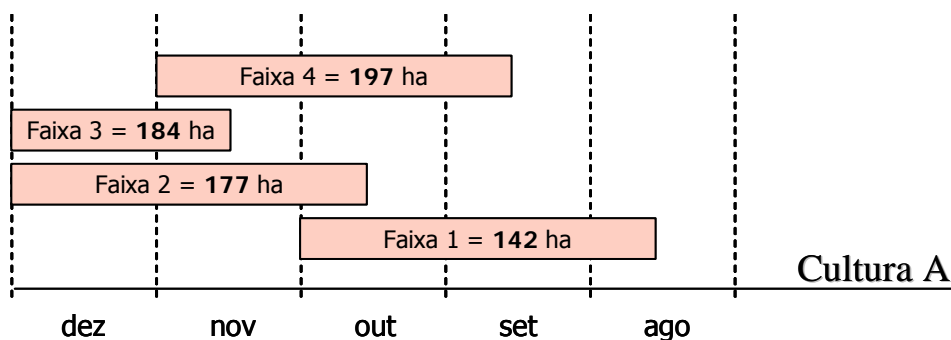 Faixa 4 = 197 ha
Faixa 3 = 184 ha
Faixa 2 = 177 ha
Faixa 1 = 142 ha
Cultura A
dez nov out set ago